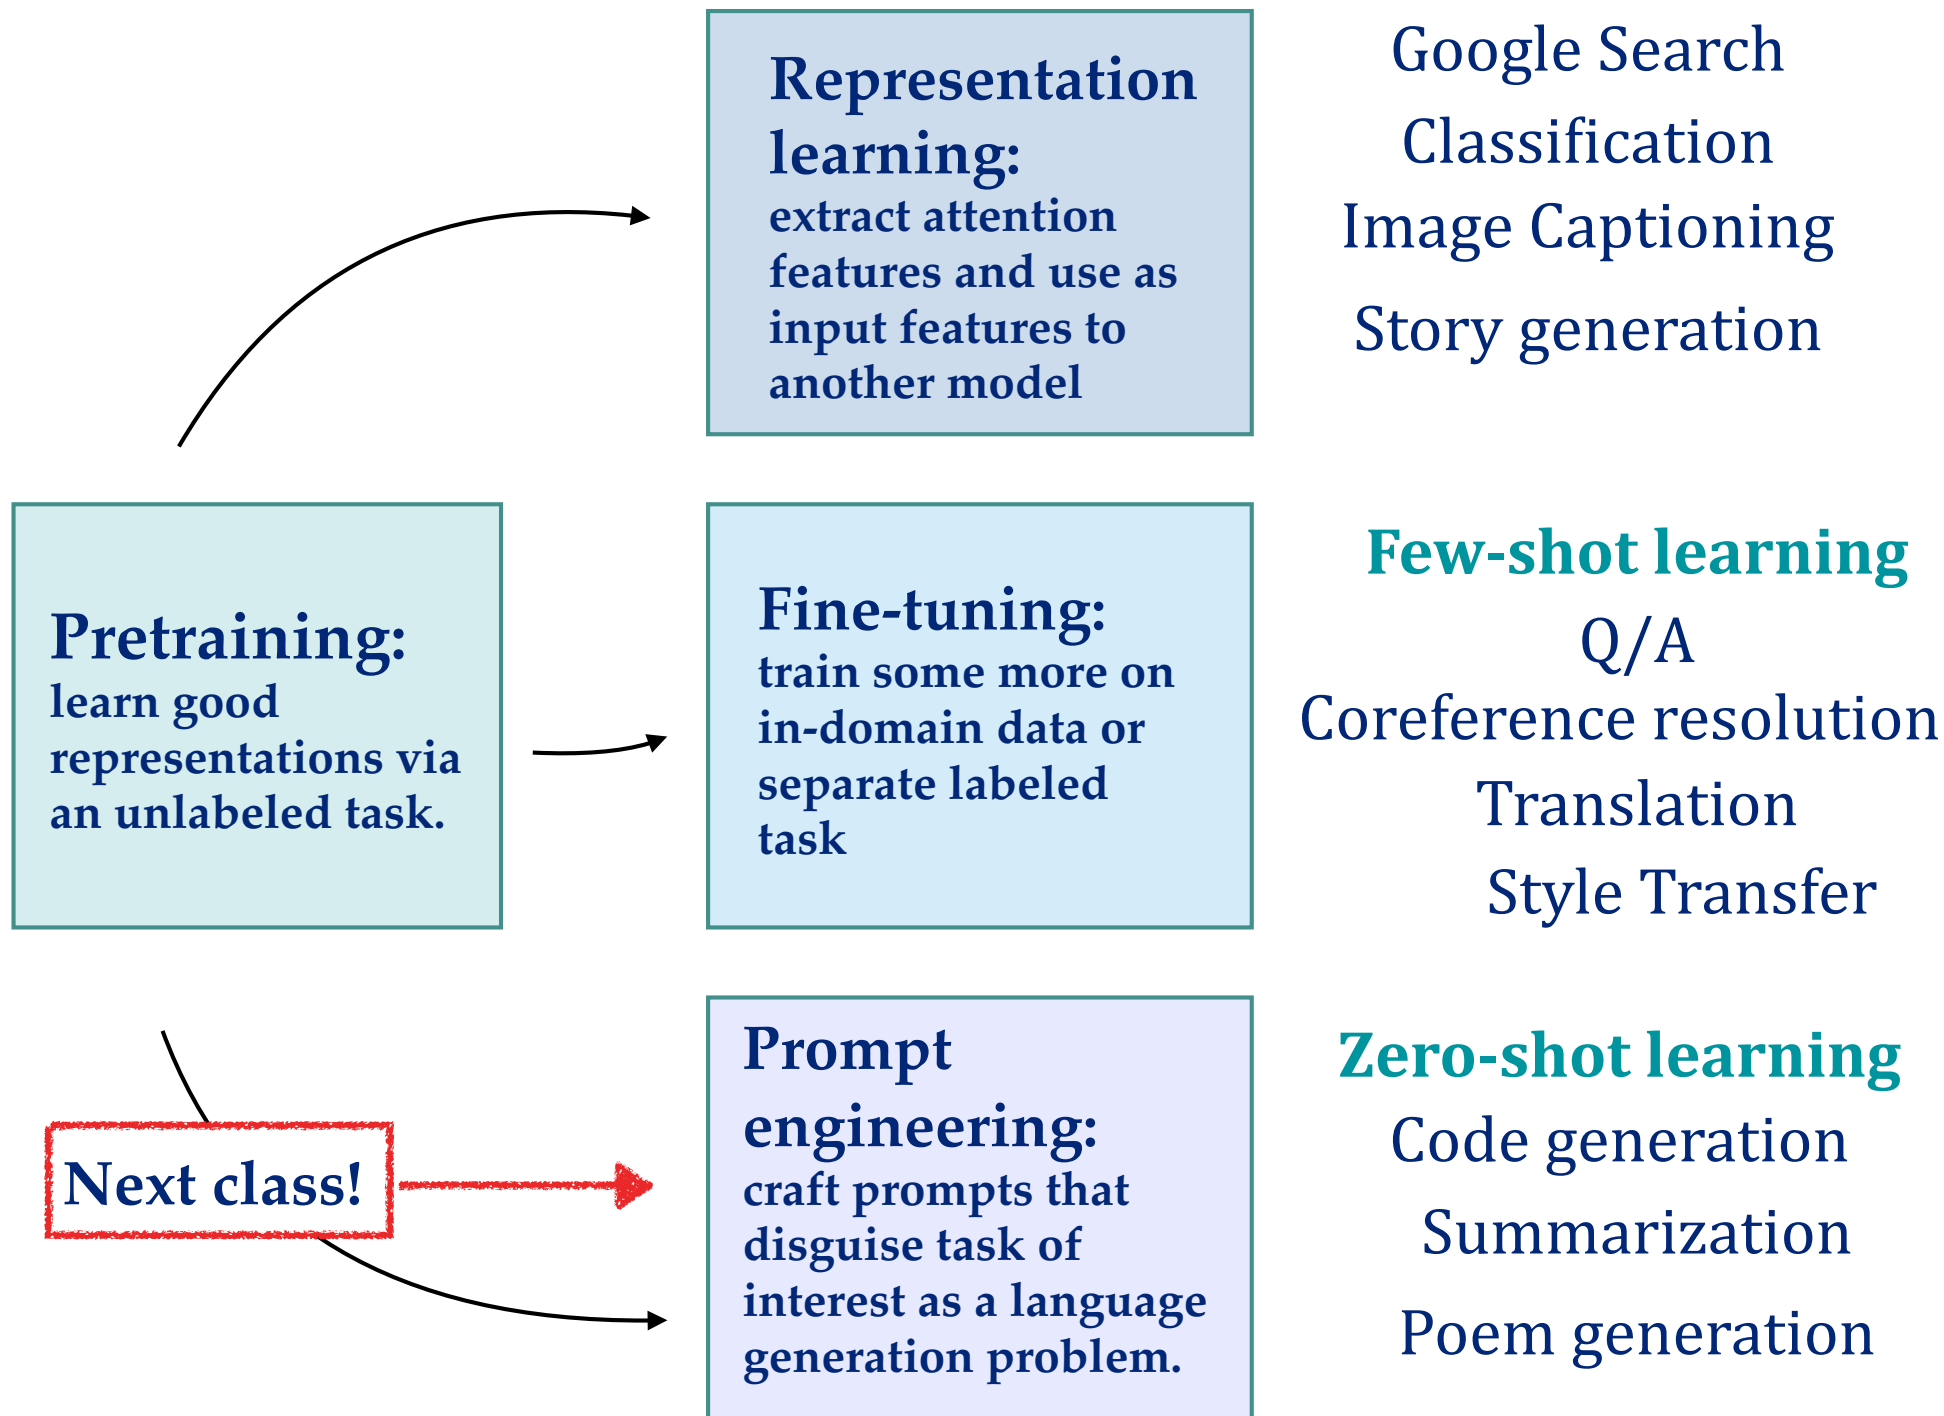 Representation
learning:
extract attention
features and use as
input features to
another model
Google Search
Classification
Image Captioning
Story generation
Pretraining:
learn good
representations via
an unlabeled task.
Fine-tuning:
train some more on
in-domain data or
separate labeled
task
Few-shot learning
Q/A
Coreference resolution
Translation
Style Transfer
Next class!
Prompt
engineering:
craft prompts that
disguise task of
interest as a language
generation problem.
Zero-shot learning
Code generation
Summarization
Poem generation